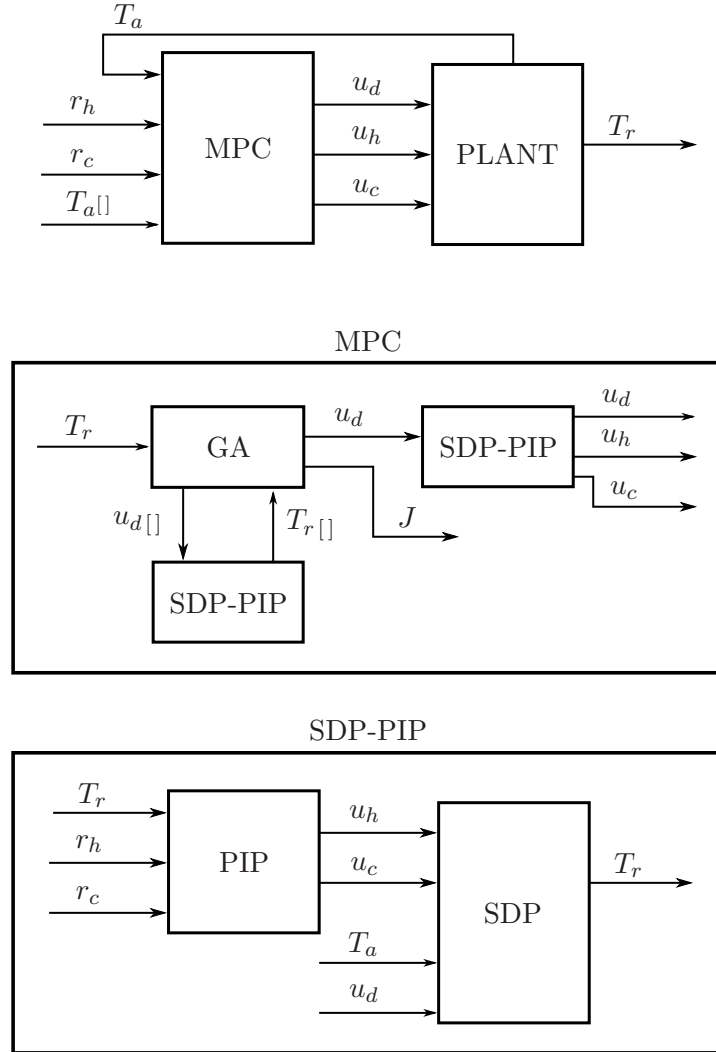 T_a
r_h
r_c
T_a[]
MPC
u_d
u_h
u_c
PLANT
T_r
MPC
T_r
GA
u_d
SDP-PIP
u_d
u_h
u_c
u_d[]
T_r[]
J
SDP-PIP
SDP-PIP
T_r
r_h
r_c
PIP
u_h
u_c
T_a
u_d
SDP
T_r